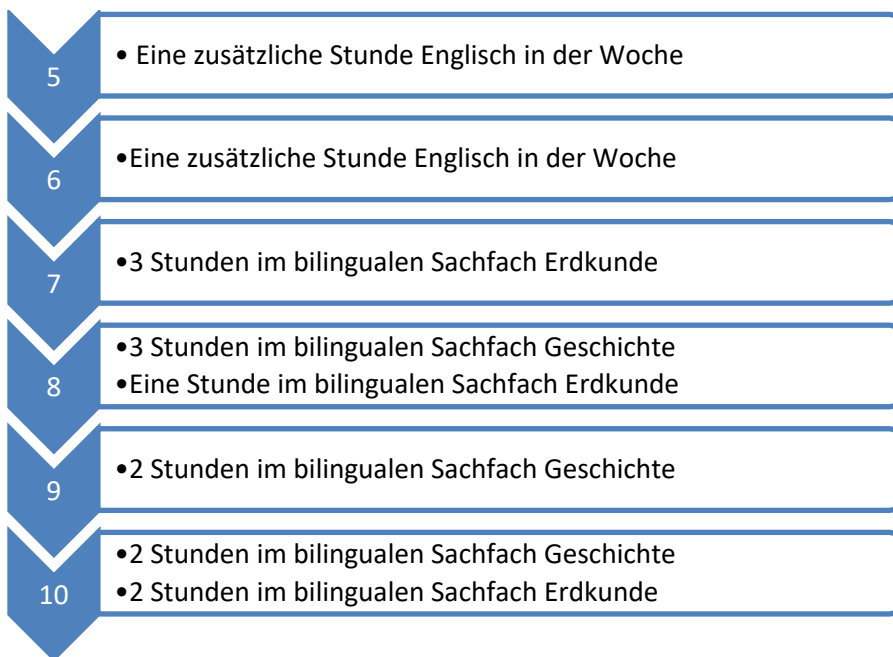 5
• Eine zusätzliche Stunde Englisch in der Woche
6
•Eine zusätzliche Stunde Englisch in der Woche
7
•3 Stunden im bilingualen Sachfach Erdkunde
8
•3 Stunden im bilingualen Sachfach Geschichte
•Eine Stunde im bilingualen Sachfach Erdkunde
9
•2 Stunden im bilingualen Sachfach Geschichte
10
•2 Stunden im bilingualen Sachfach Geschichte
•2 Stunden im bilingualen Sachfach Erdkunde